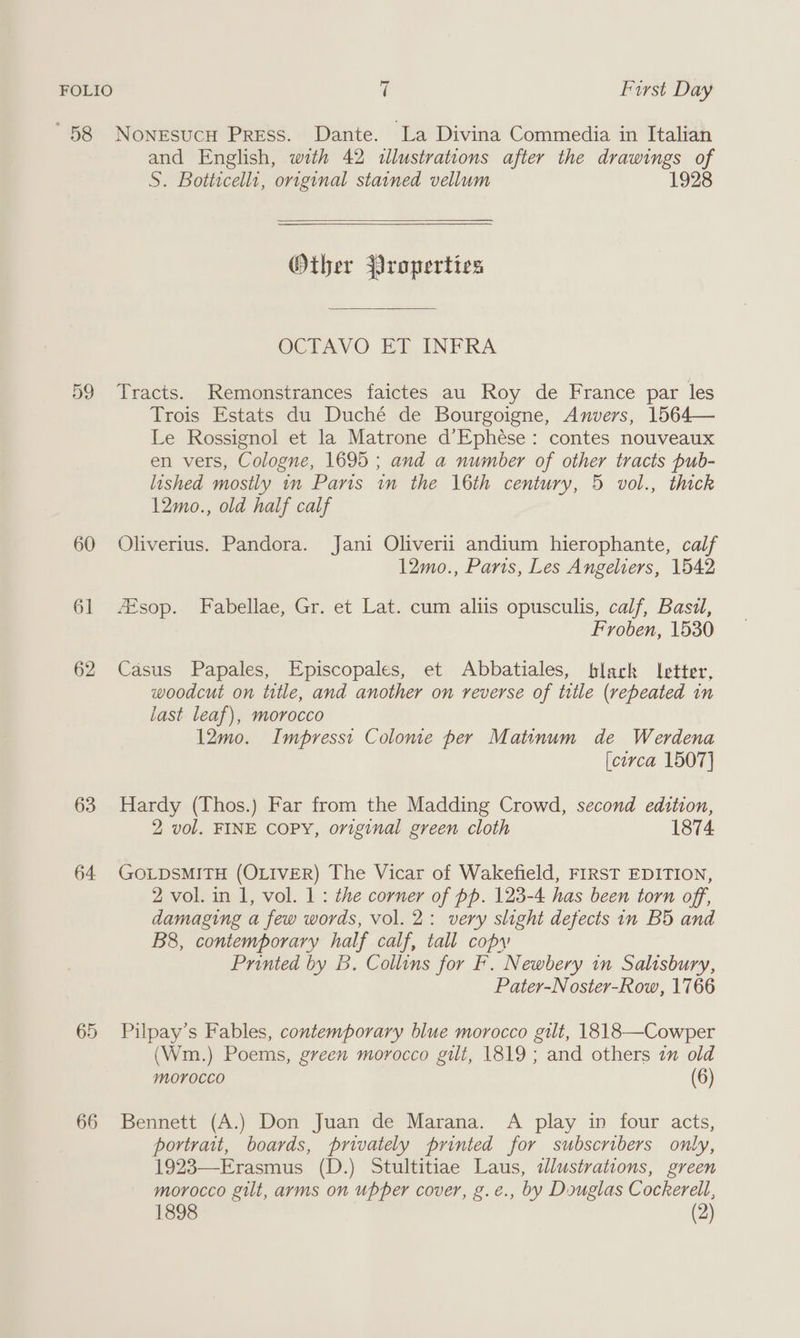 FOLIO 7 First Day
58 NONESUCH PRESS. Dante. La Divina Commedia in Italian
and English, with 42 illustrations after the drawings of
S. Botticelli, original stained vellum 1928
Other Properties
OCTAVO ET INFRA
59 Tracts. Remonstrances faictes au Roy de France par les
Trois Estats du Duché de Bourgoigne, Anvers, 1564—
Le Rossignol et la Matrone d'Ephèse : contes nouveaux
en vers, Cologne, 1695 ; and a number of other tracts pub-
lished mostly in Paris in the 16th century, 5 vol., thick
12mo., old half calf
60 Oliverius. Pandora. Jani Oliverii andium hierophante, calf
12mo., Paris, Les Angeliers, 1542
61 Æsop. Fabellae, Gr. et Lat. cum aliis opusculis, calf, Basil,
Froben, 1530
62 Casus Papales, Episcopales, et Abbatiales, black letter,
woodcut on title, and another on reverse of title (repeated in
last leaf), morocco
12mo. Impressi Colonie per Matinum de Werdena
[circa 1507]
63 Hardy (Thos.) Far from the Madding Crowd, second edition,
2 vol. FINE COPY, original green cloth 1874
64 GOLDSMITH (OLIVER) The Vicar of Wakefield, FIRST EDITION,
2 vol. in 1, vol. 1 : the corner of pp. 123-4 has been torn off,
damaging a few words, vol. 2 : very slight defects in B5 and
B8, contemporary half calf, tall copy
Printed by B. Collins for F. Newbery in Salisbury,
Pater-Noster-Row, 1766
65 Pilpay's Fables, contemporary blue morocco gilt, 1818—Cowper
(Wm.) Poems, green morocco gilt, 1819 ; and others in old
morocco (6)
66 Bennett (A.) Don Juan de Marana. A play in four acts,
portrait, boards, privately printed for subscribers only,
1923—Erasmus (D.) Stultitiae Laus, illustrations, green
morocco gilt, arms on upper cover, g.e., by Douglas Cockerell,
1898 (2)